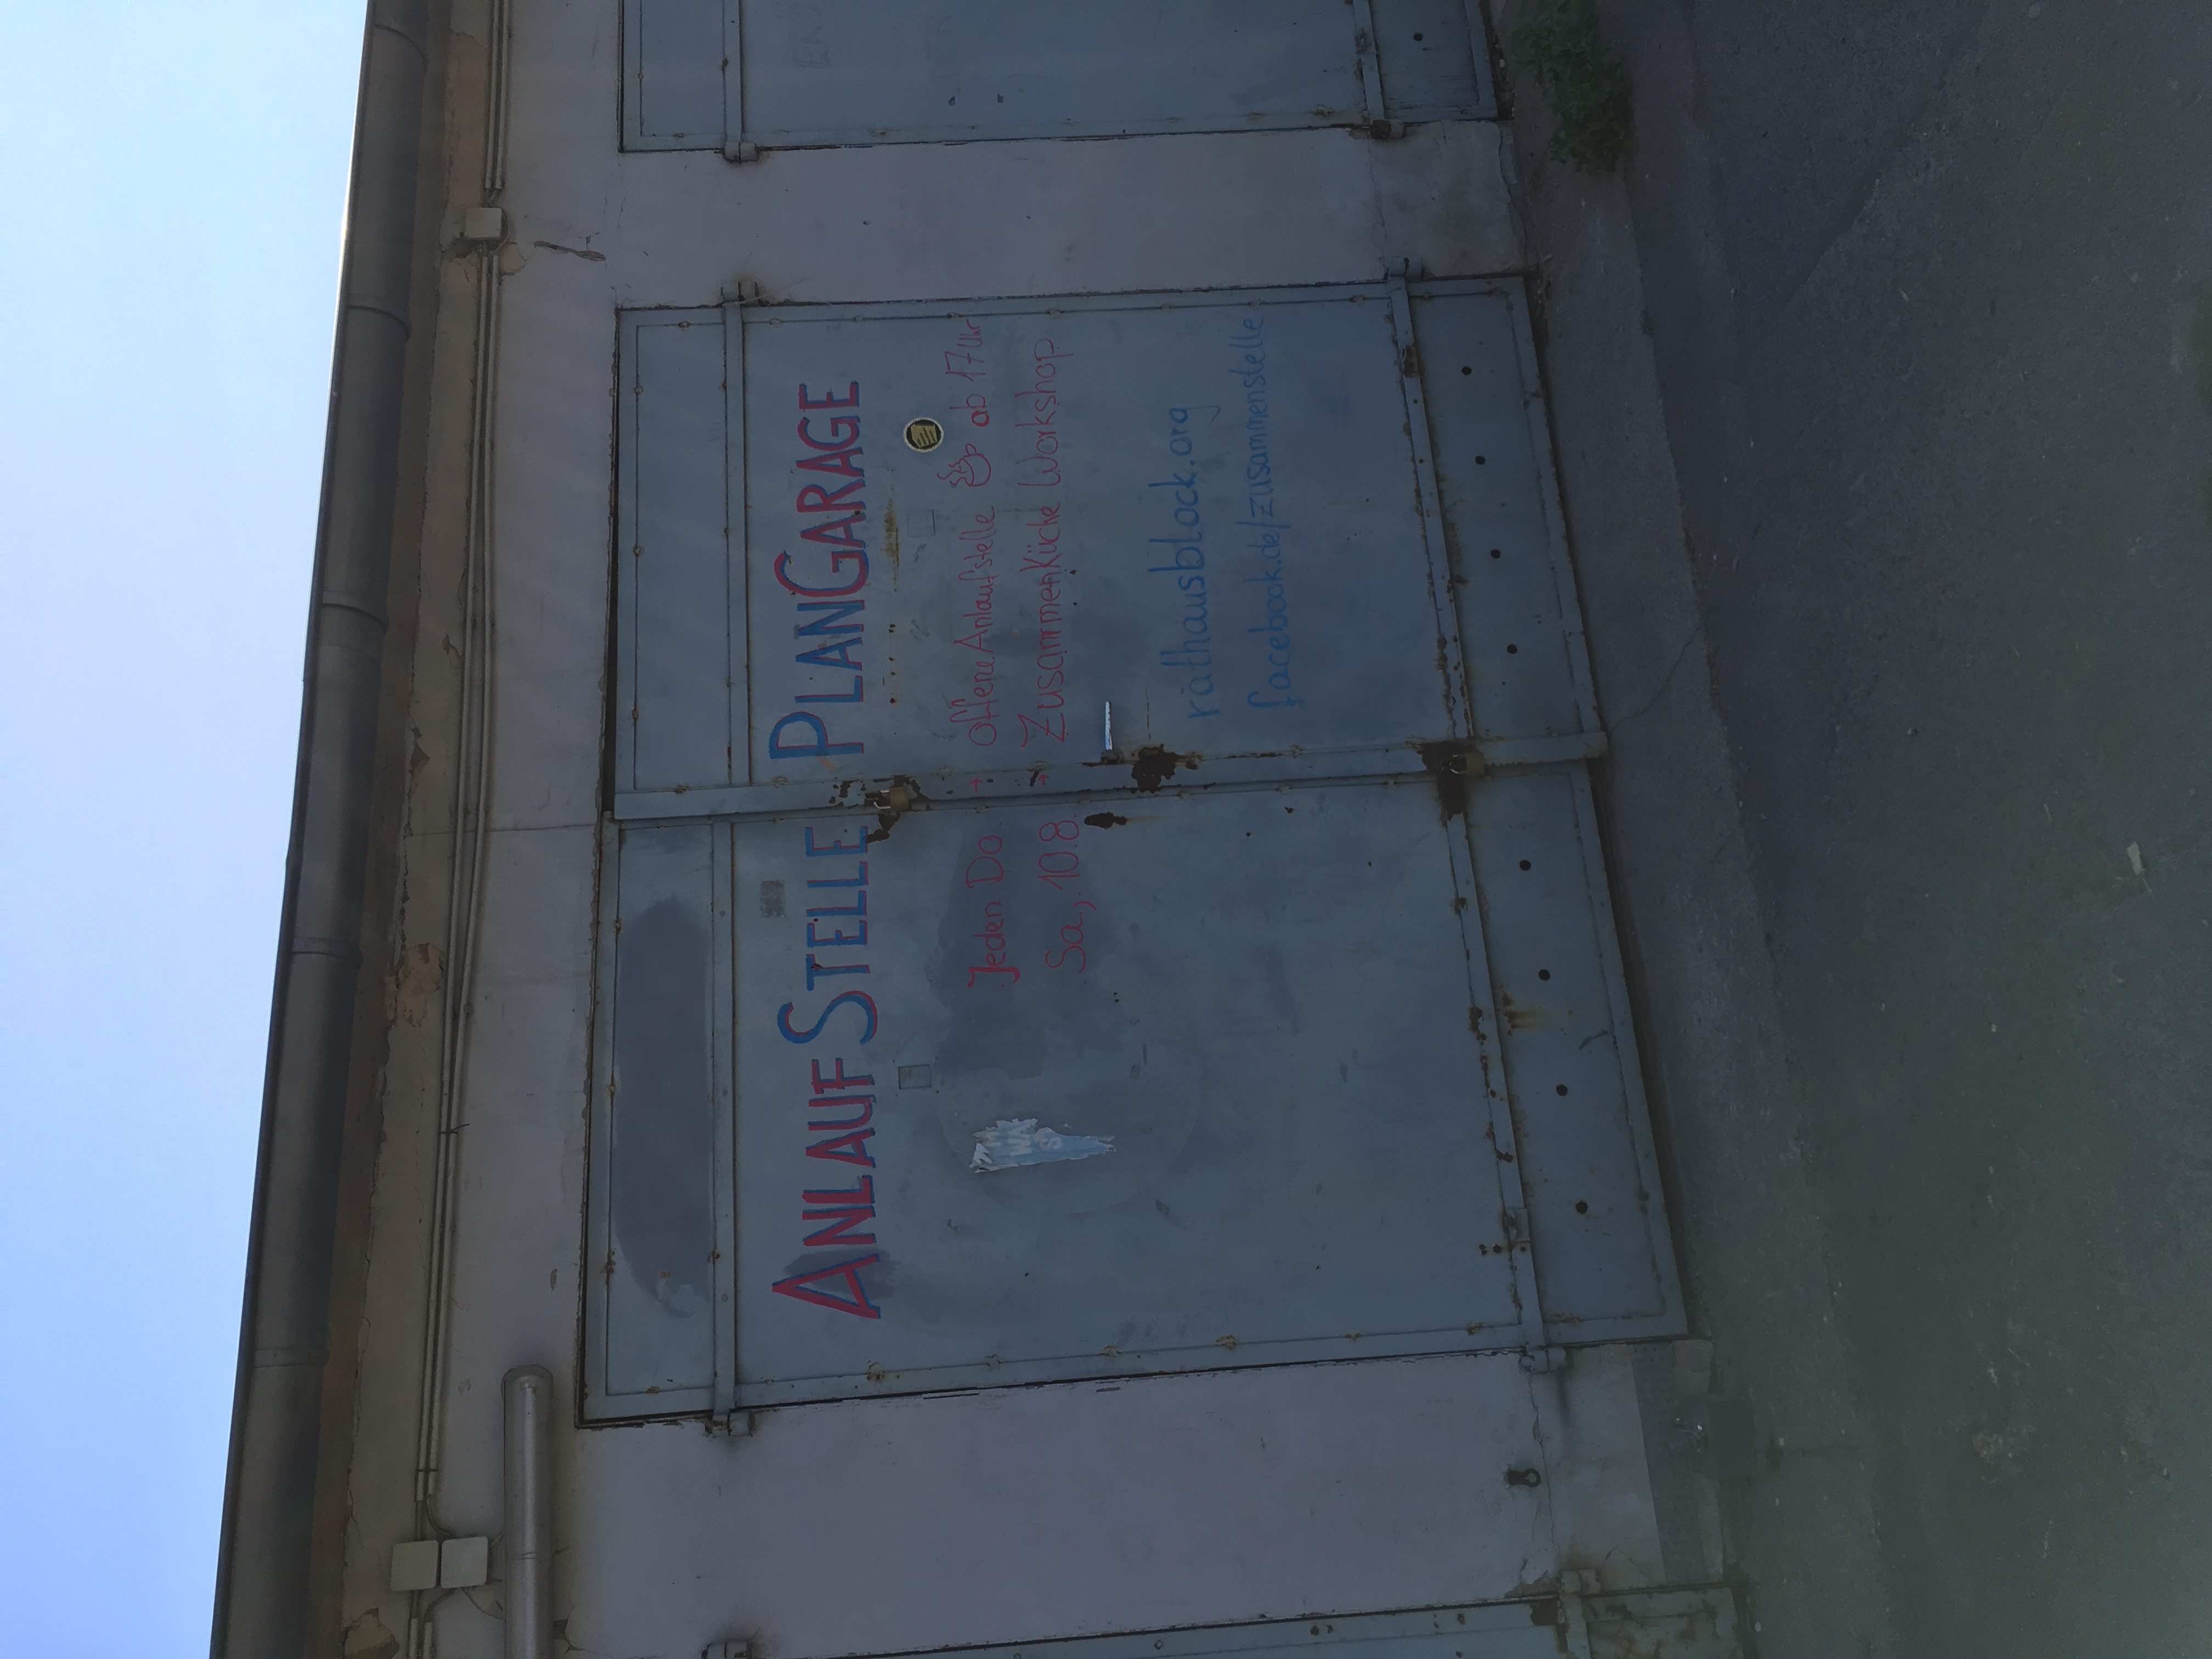 ANLAUFSTELLE PLANGARAGE
Jeden Do + offene Anlaufstelle ab 17 Uhr
Sa, 10.8. + ZusammenKüche Workshop
rathausblock.org
facebook.de/zusammenstelle